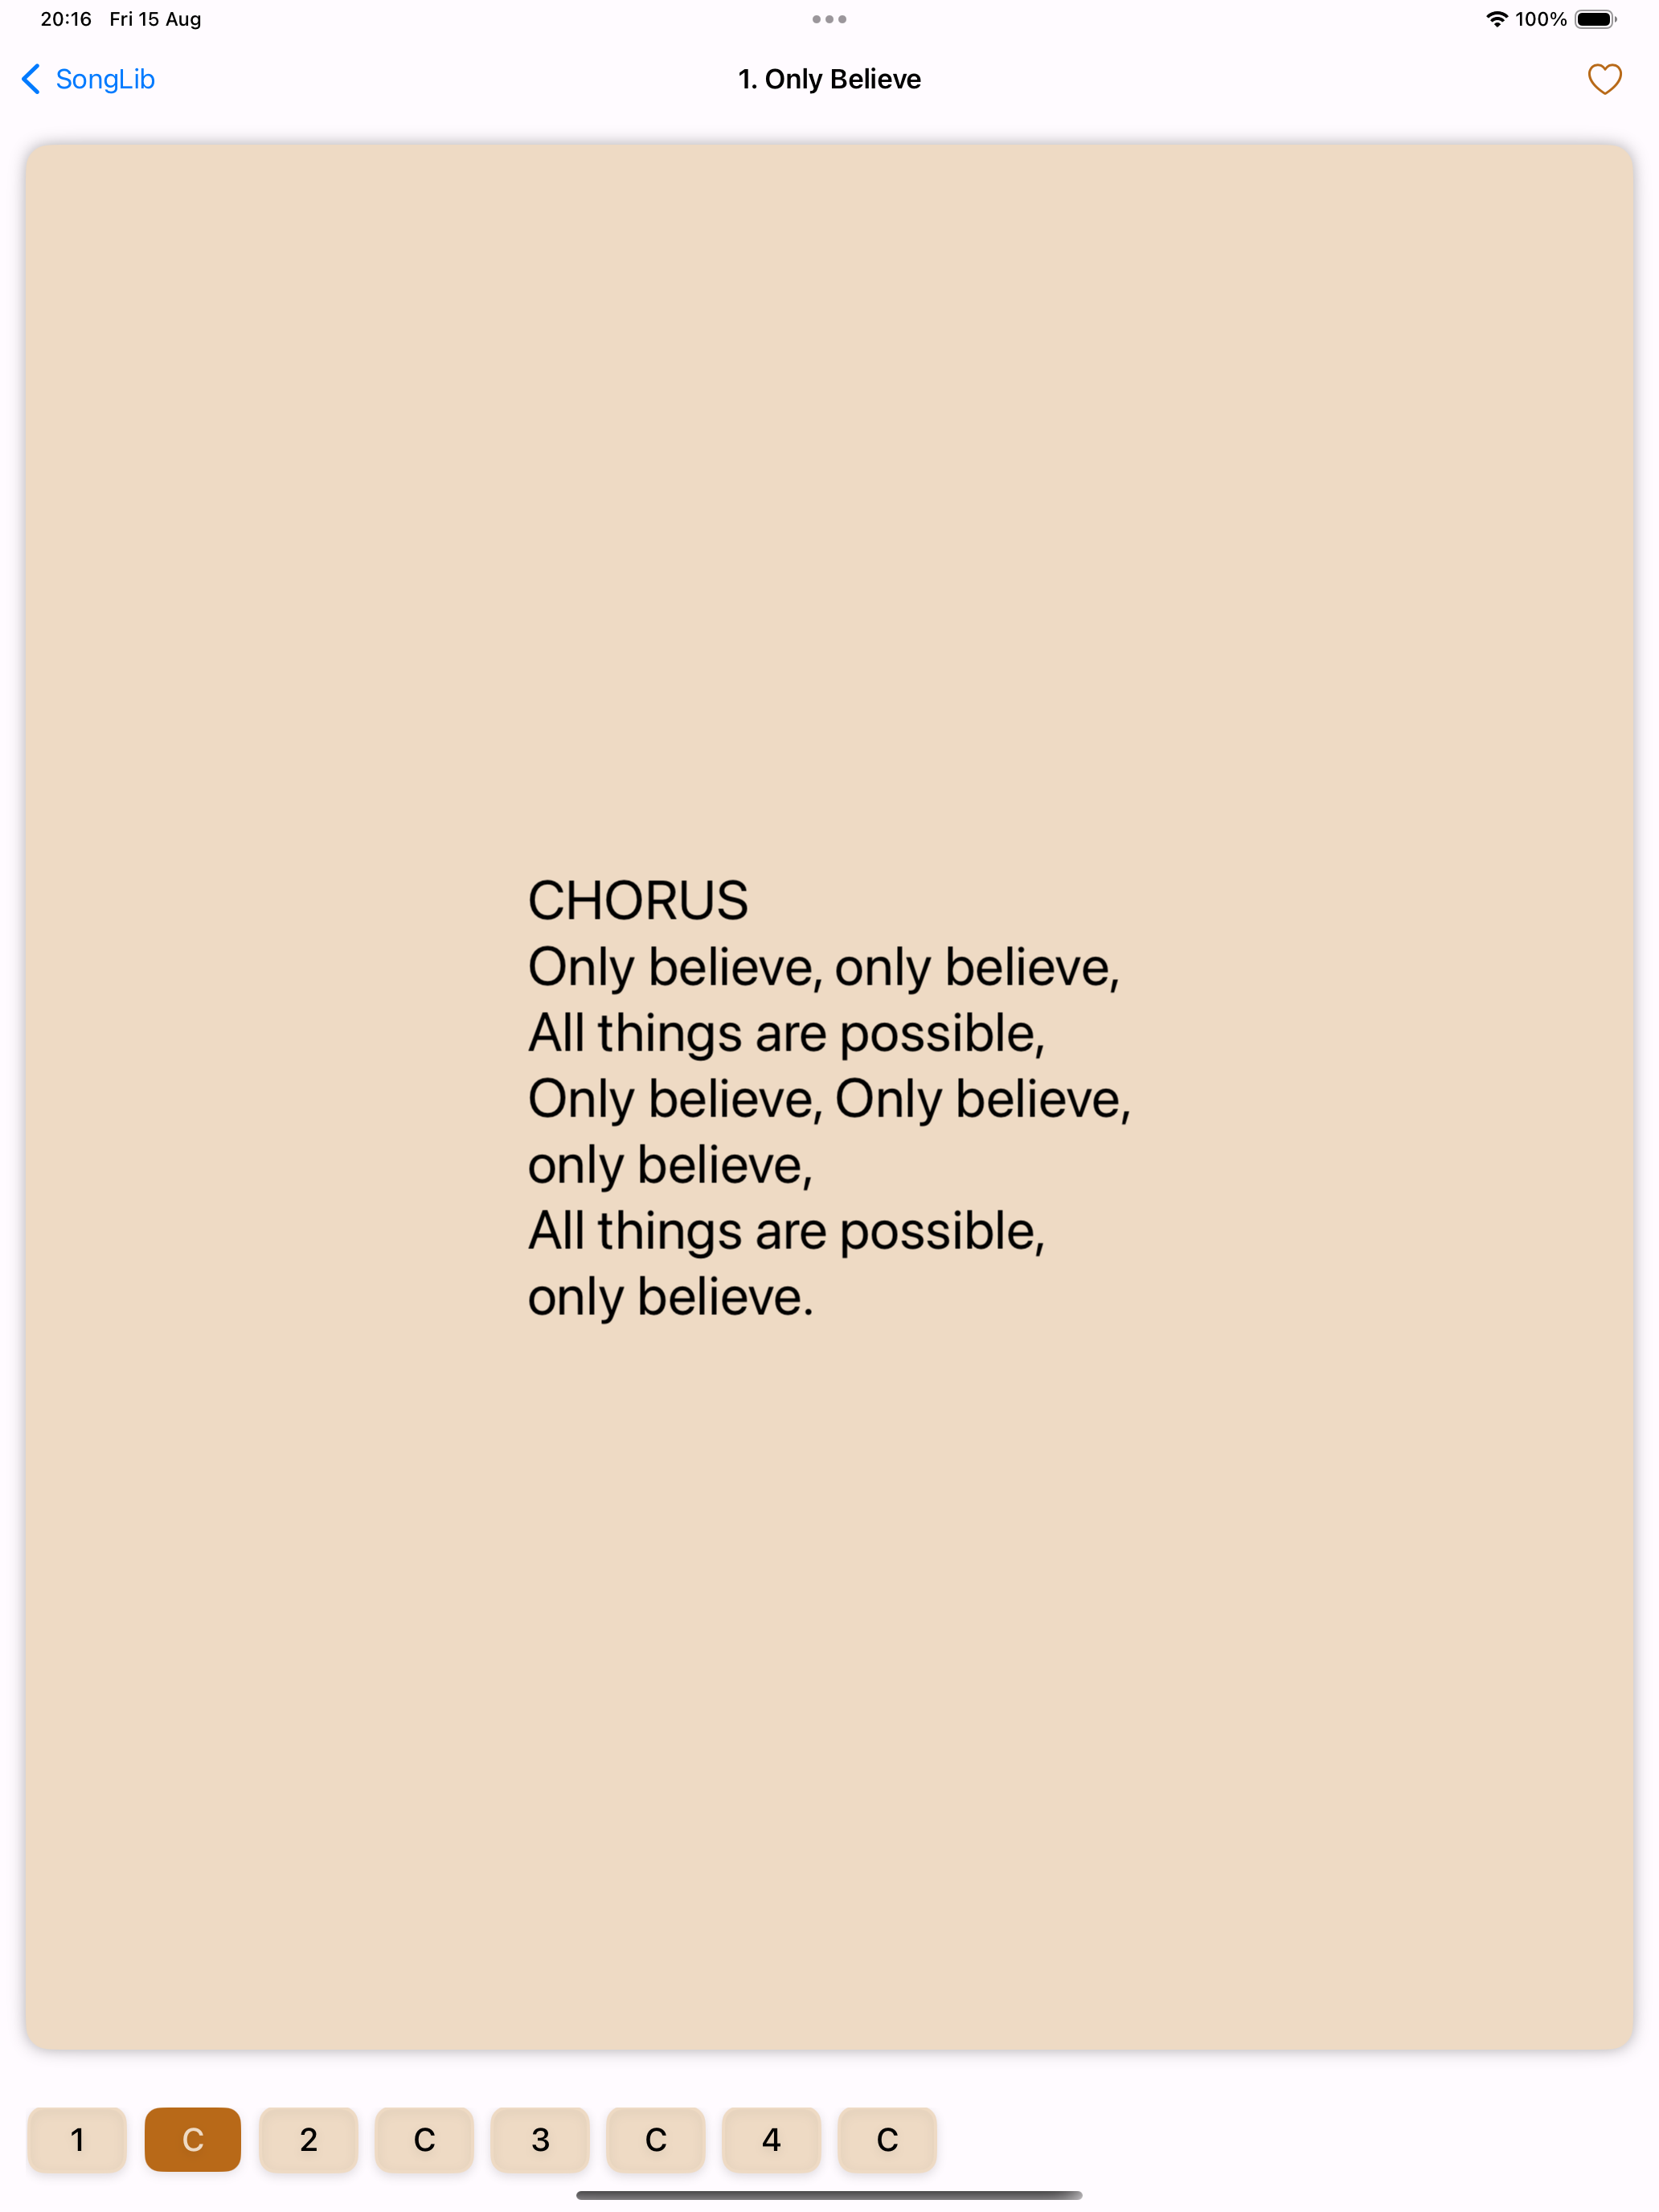 20:16 Fri 15 Aug
100%
SongLib
1. Only Believe
CHORUS
Only believe, only believe,
All things are possible,
Only believe, Only believe,
only believe,
All things are possible,
only believe.
1 C 2 C 3 C 4 C